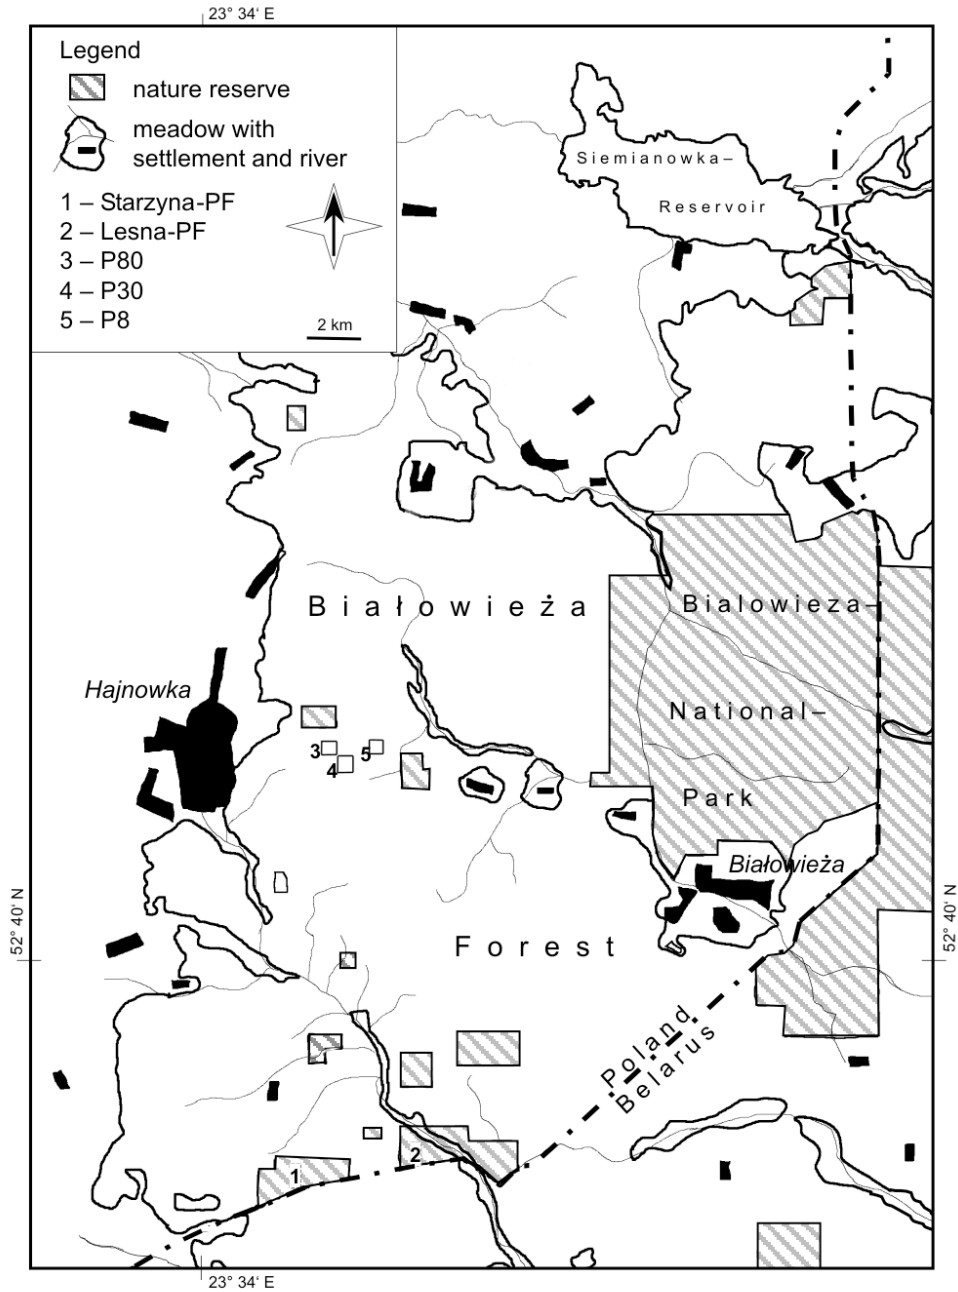 23° 34‘ E
Legend
nature reserve
meadow with
settlement and river
1 – Starzyna-PF
2 – Lesna-PF
3 – P80
4 – P30
5 – P8
2 km
Siemianowka–
Reservoir
Białowieża
Bialowieza–
Hajnowka
National–
3
5
4
Park
Białowieża
52° 40‘ N
52° 40‘ N
Forest
Poland
Belarus
2
1
23° 34‘ E